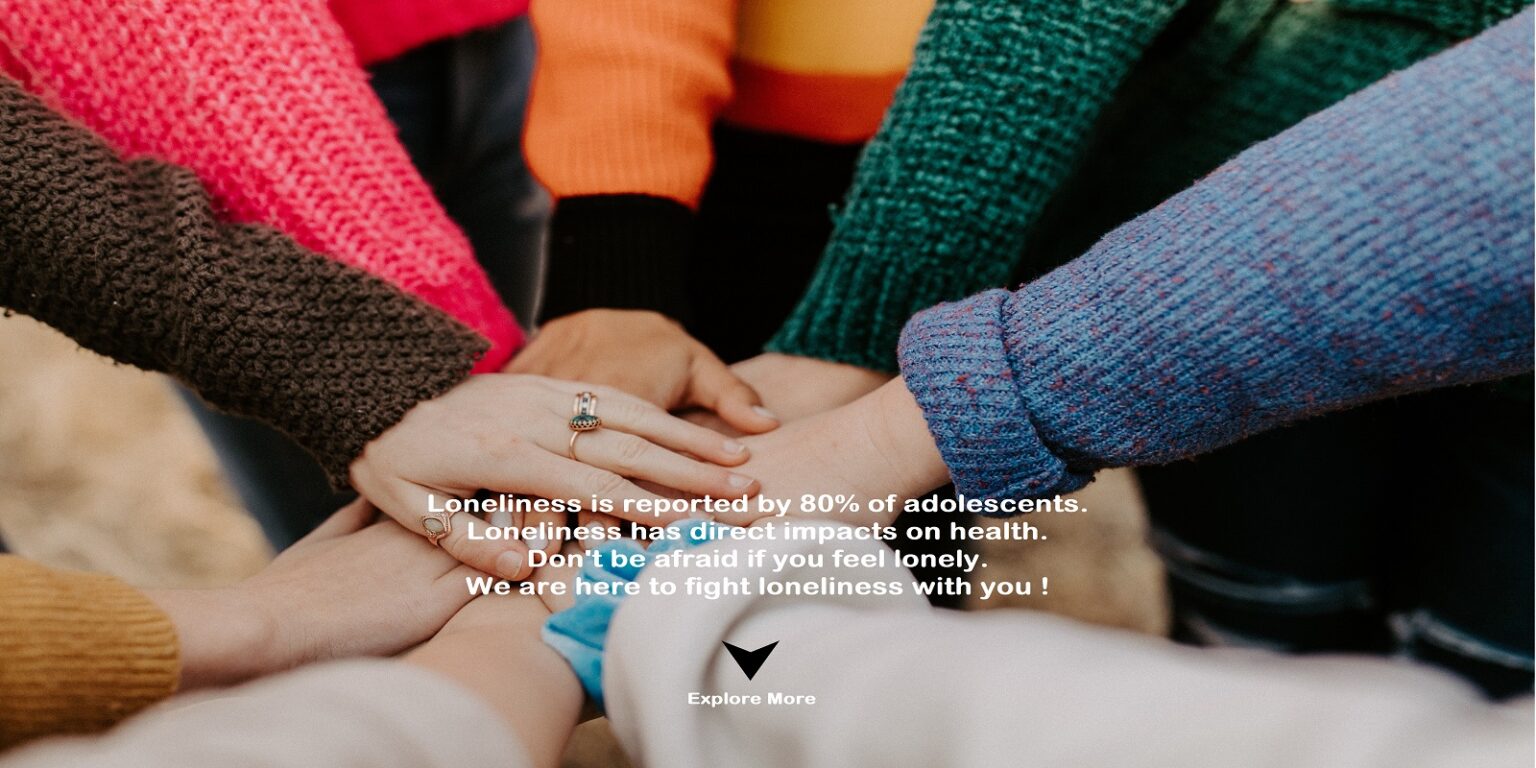 Loneliness is reported by 80% of adolescents.
Loneliness has direct impacts on health.
Don't be afraid if you feel lonely.
We are here to fight loneliness with you !
Explore More